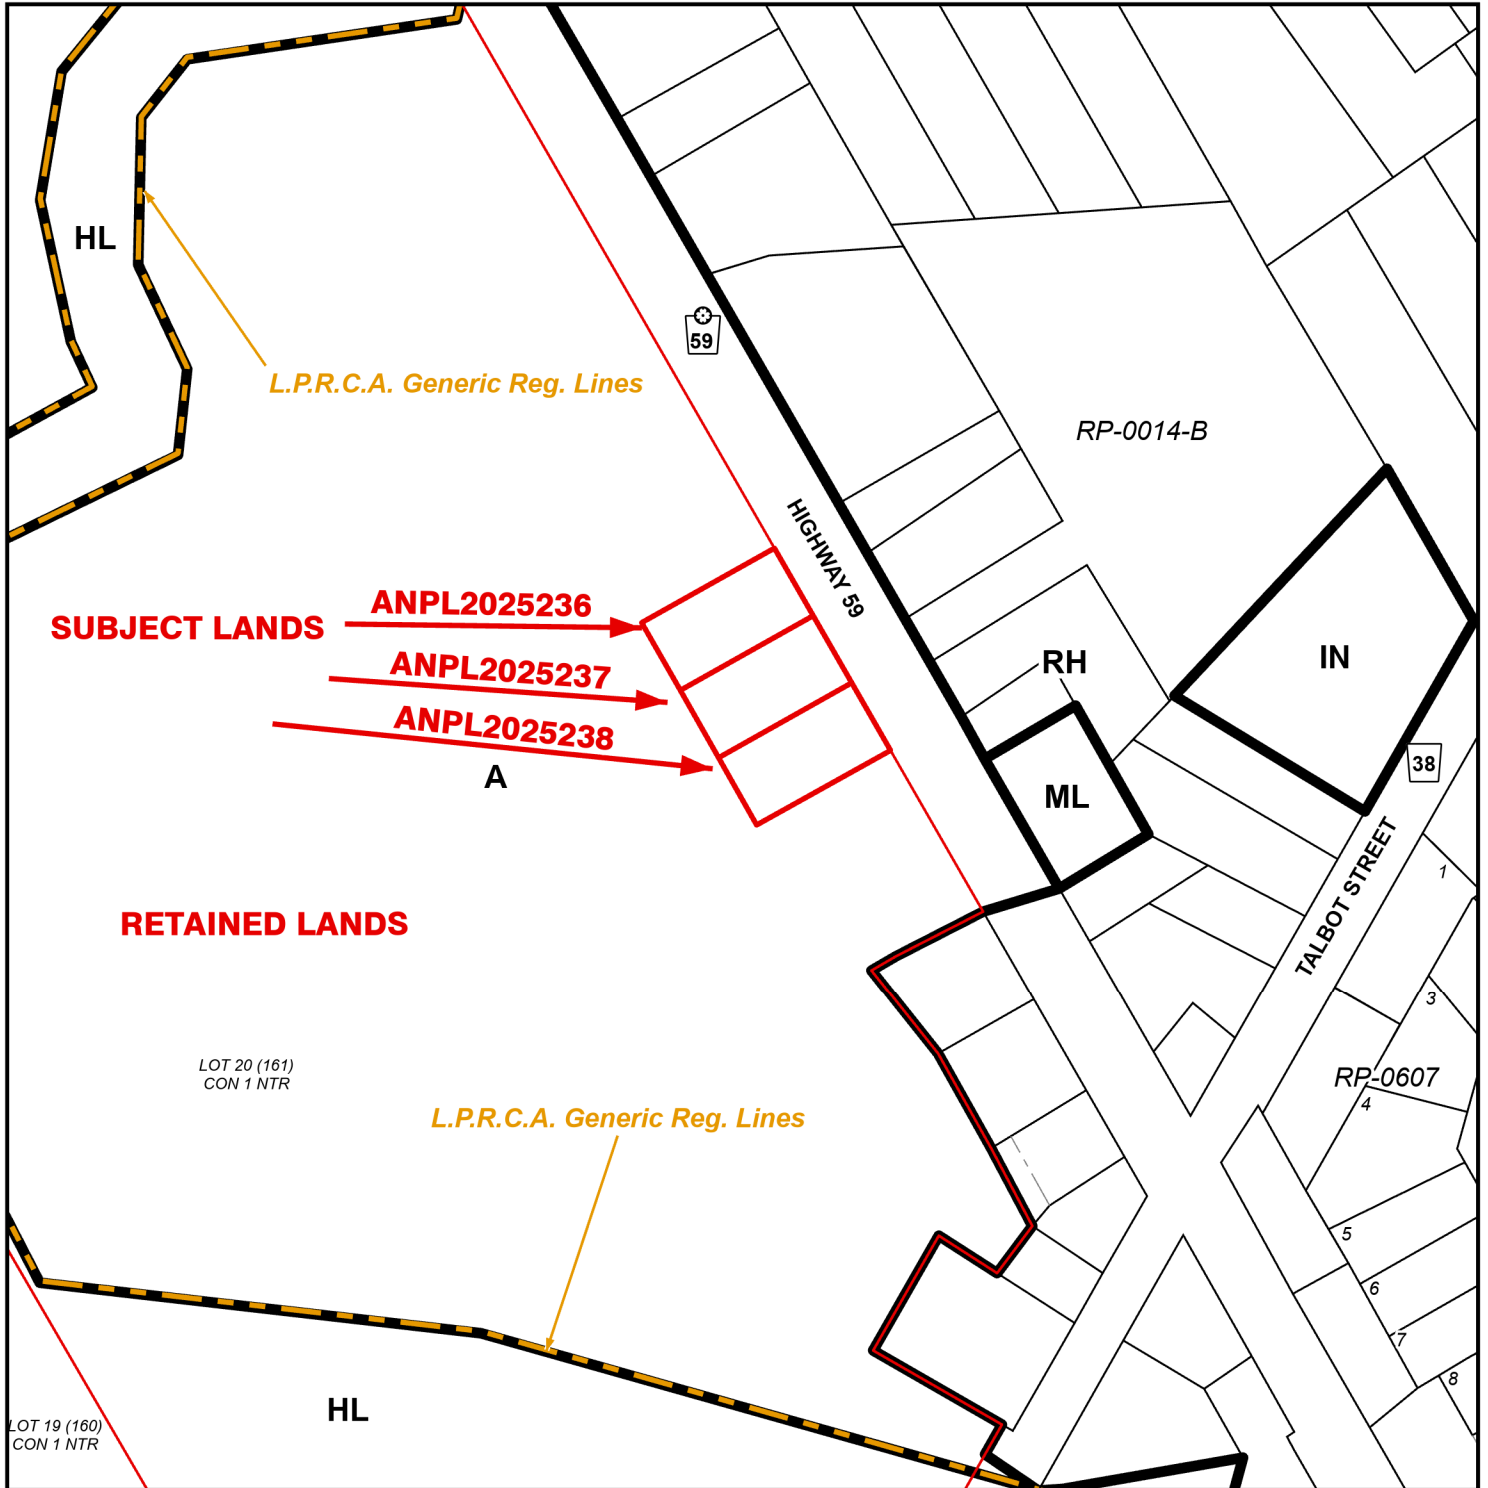 HL
59
L.P.R.C.A. Generic Reg. Lines
RP-0014-B
HIGHWAY 59
SUBJECT LANDS
ANPL2025236
ANPL2025237
ANPL2025238
A
RH
IN
ML
38
TALBOT STREET
1
RETAINED LANDS
3
LOT 20 (161)
CON 1 NTR
RP-0607
4
L.P.R.C.A. Generic Reg. Lines
5
6
7
8
HL
LOT 19 (160)
CON 1 NTR